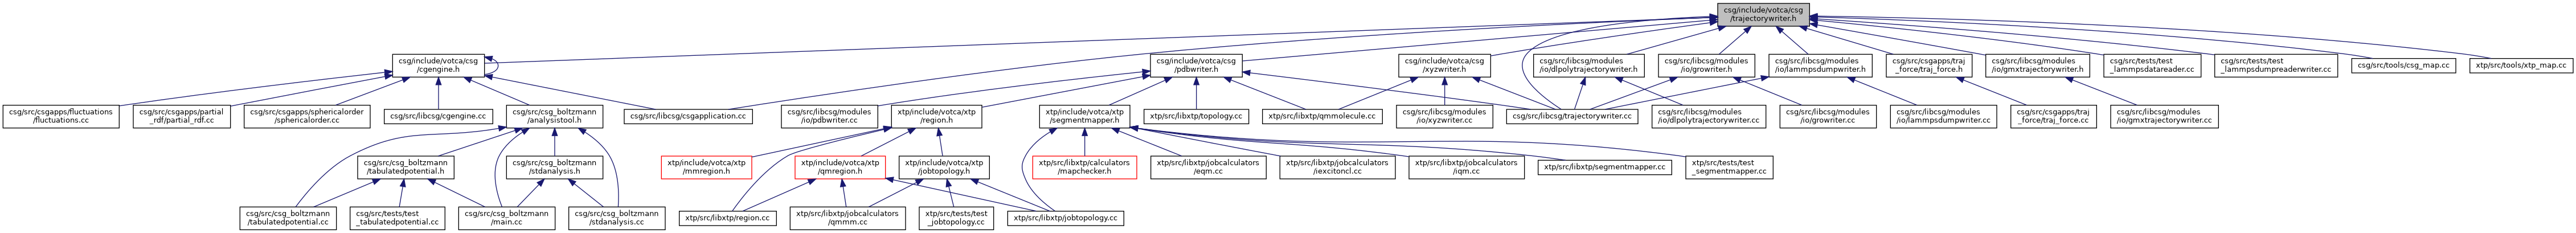 csg/include/votca/csg
/trajectorywriter.h
csg/include/votca/csg
/cgengine.h
csg/include/votca/csg
/pdbwriter.h
csg/include/votca/csg
/xyzwriter.h
csg/src/libcsg/modules
/io/dlpolytrajectorywriter.h
csg/src/libcsg/modules
/io/growriter.h
csg/src/libcsg/modules
/io/lammpsdumpwriter.h
csg/src/csgapps/traj
_force/traj_force.h
csg/src/libcsg/modules
/io/gmxtrajectorywriter.h
csg/src/tests/test
_lammpsdatareader.cc
csg/src/tests/test
_lammpsdumpreaderwriter.cc
csg/src/tools/csg_map.cc
xtp/src/tools/xtp_map.cc
csg/src/csgapps/fluctuations
/fluctuations.cc
csg/src/csgapps/partial
_rdf/partial_rdf.cc
csg/src/csgapps/sphericalorder
/sphericalorder.cc
csg/src/libcsg/cgengine.cc
csg/src/csg_boltzmann
/analysistool.h
csg/src/libcsg/csgapplication.cc
csg/src/libcsg/modules
/io/pdbwriter.cc
xtp/include/votca/xtp
/region.h
xtp/include/votca/xtp
/segmentmapper.h
xtp/src/libxtp/topology.cc
xtp/src/libxtp/qmmolecule.cc
csg/src/libcsg/modules
/io/xyzwriter.cc
csg/src/libcsg/trajectorywriter.cc
csg/src/libcsg/modules
/io/dlpolytrajectorywriter.cc
csg/src/libcsg/modules
/io/growriter.cc
csg/src/libcsg/modules
/io/lammpsdumpwriter.cc
csg/src/csgapps/traj
_force/traj_force.cc
csg/src/libcsg/modules
/io/gmxtrajectorywriter.cc
csg/src/csg_boltzmann
/tabulatedpotential.h
csg/src/csg_boltzmann
/stdanalysis.h
xtp/include/votca/xtp
/mmregion.h
xtp/include/votca/xtp
/qmregion.h
xtp/include/votca/xtp
/jobtopology.h
xtp/src/libxtp/calculators
/mapchecker.h
xtp/src/libxtp/jobcalculators
/eqm.cc
xtp/src/libxtp/jobcalculators
/iexcitoncl.cc
xtp/src/libxtp/jobcalculators
/iqm.cc
xtp/src/libxtp/segmentmapper.cc
xtp/src/tests/test
_segmentmapper.cc
csg/src/csg_boltzmann
/tabulatedpotential.cc
csg/src/tests/test
_tabulatedpotential.cc
csg/src/csg_boltzmann
/main.cc
csg/src/csg_boltzmann
/stdanalysis.cc
xtp/src/libxtp/region.cc
xtp/src/libxtp/jobcalculators
/qmmm.cc
xtp/src/tests/test
_jobtopology.cc
xtp/src/libxtp/jobtopology.cc